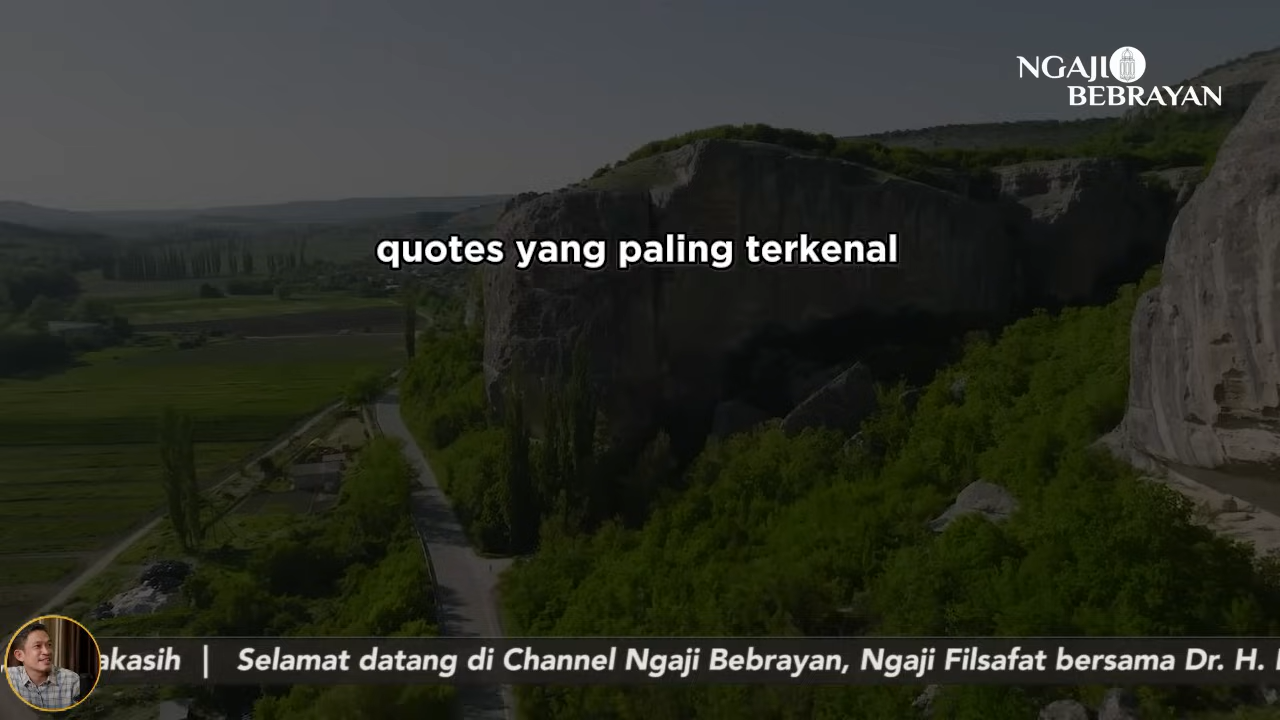 NGAJI
BEBRAYAN
quotes yang paling terkenal
akasih | Selamat datang di Channel Ngaji Bebrayan, Ngaji Filsafat bersama Dr. H.